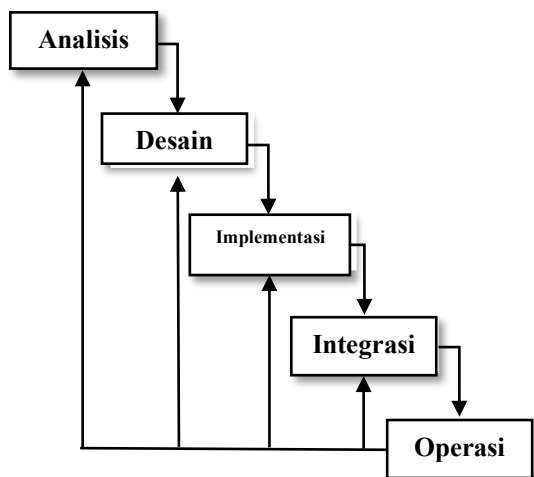 Analisis
Desain
Implementasi
Integrasi
Operasi